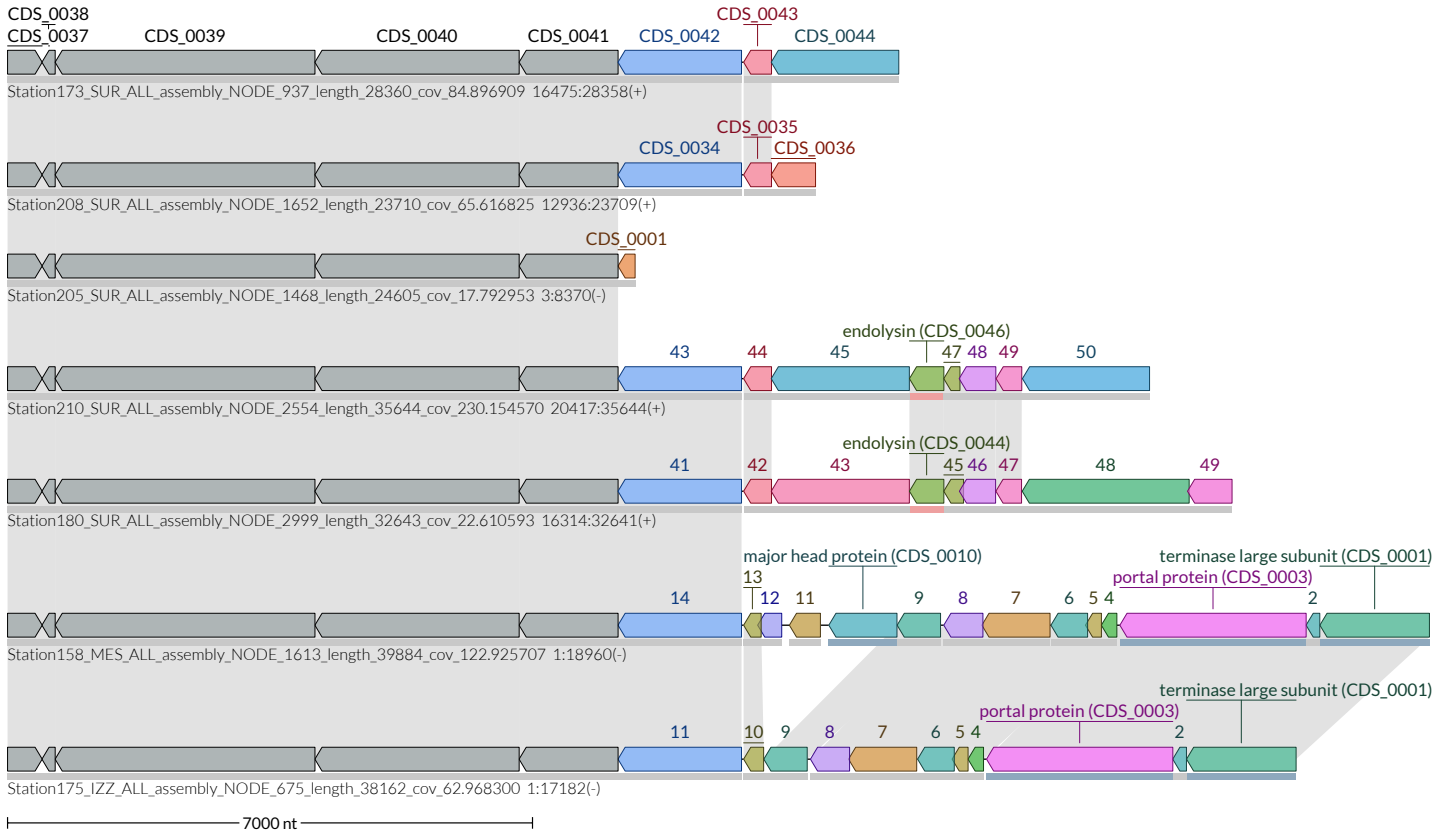 CDS_0038 CDS_0043
CDS_0037 CDS_0039 CDS_0040 CDS_0041 CDS_0042 CDS_0044
Station173_SUR_ALL_assembly_NODE_937_length_28360_cov_84.896909 16475:28358(+)
CDS_0035
CDS_0034 CDS_0036
Station208_SUR_ALL_assembly_NODE_1652_length_23710_cov_65.616825 12936:23709(+)
CDS_0001
Station205_SUR_ALL_assembly_NODE_1468_length_24605_cov_17.792953 3:8370(-)
endolysin (CDS_0046)
43 44 45 47 48 49 50
Station210_SUR_ALL_assembly_NODE_2554_length_35644_cov_230.154570 20417:35644(+)
endolysin (CDS_0044)
41 42 43 45 46 47 48 49
Station180_SUR_ALL_assembly_NODE_2999_length_32643_cov_22.610593 16314:32641(+)
major head protein (CDS_0010) terminase large subunit (CDS_0001)
13 portal protein (CDS_0003)
14 12 11 9 8 7 6 5 4 2
Station158_MES_ALL_assembly_NODE_1613_length_39884_cov_122.925707 1:18960(-)
terminase large subunit (CDS_0001)
portal protein (CDS_0003)
11 10 9 8 7 6 5 4 2
Station175_IZZ_ALL_assembly_NODE_675_length_38162_cov_62.968300 1:17182(-)
7000 nt